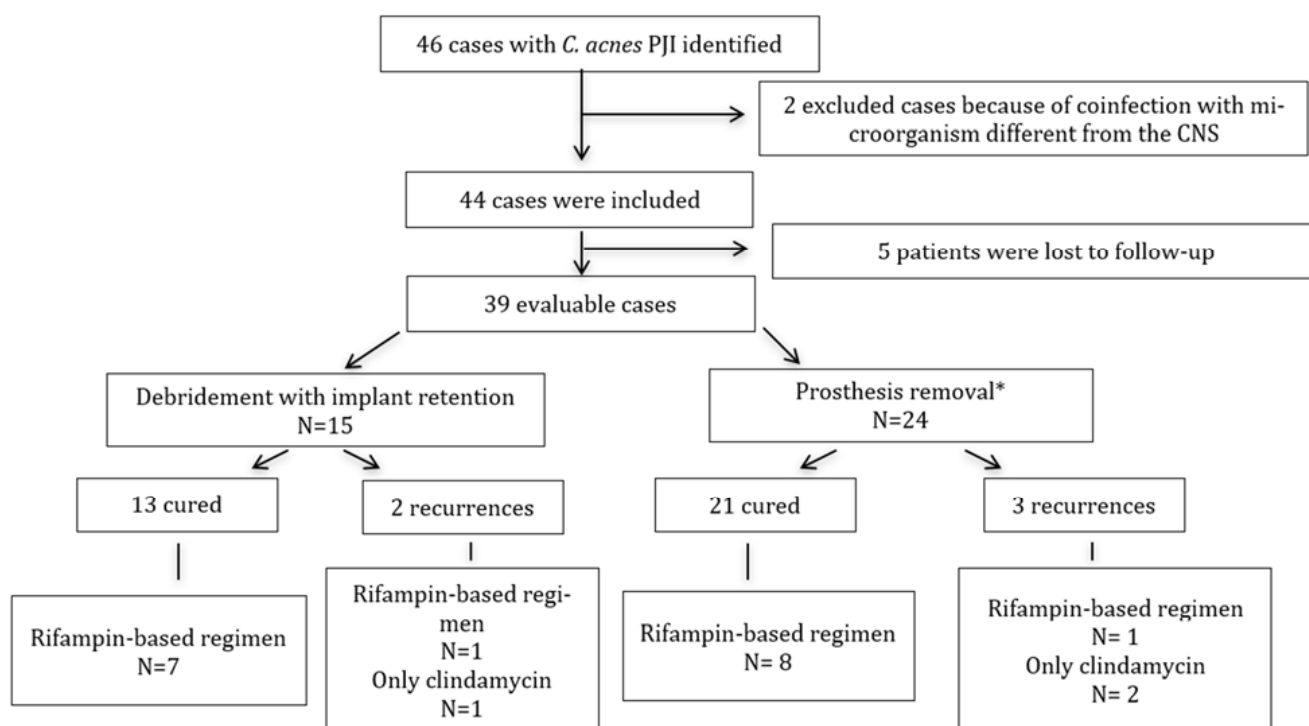 46 cases with C. acnes PJI identified
2 excluded cases because of coinfection with mi-
croorganism different from the CNS
44 cases were included
5 patients were lost to follow-up
39 evaluable cases
Debridement with implant retention
N=15
Prosthesis removal*
N=24
13 cured
2 recurrences
21 cured
3 recurrences
Rifampin-based regimen
N=7
Rifampin-based regi-
men
N=1
Only clindamycin
N=1
Rifampin-based regimen
N= 8
Rifampin-based regimen
N= 1
Only clindamycin
N= 2